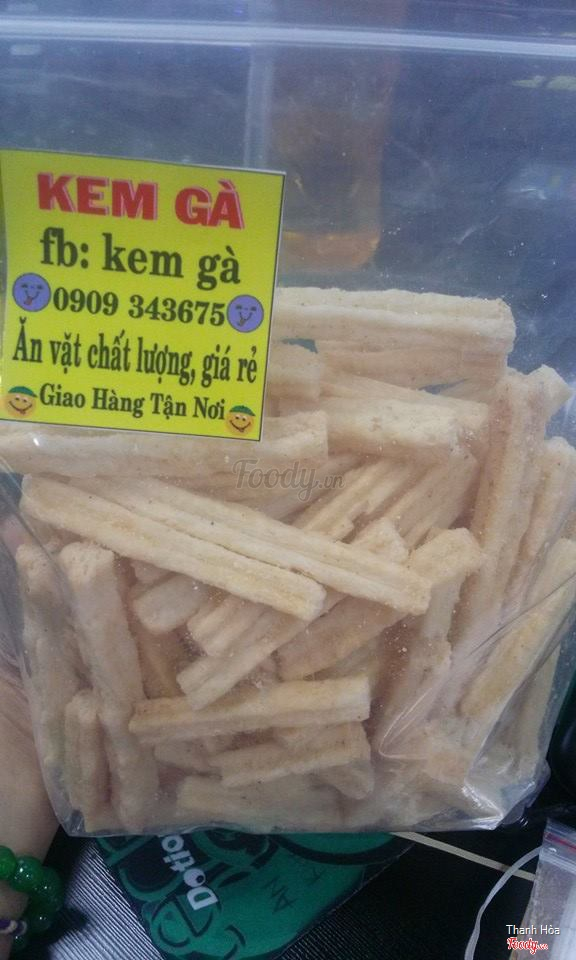 KEM GÀ
fb: kem gà
0909 343675
Ăn vặt chất lượng, giá rẻ
Giao Hàng Tận Nơi
Foody.vn
Thanh Hòa
Foody.vn